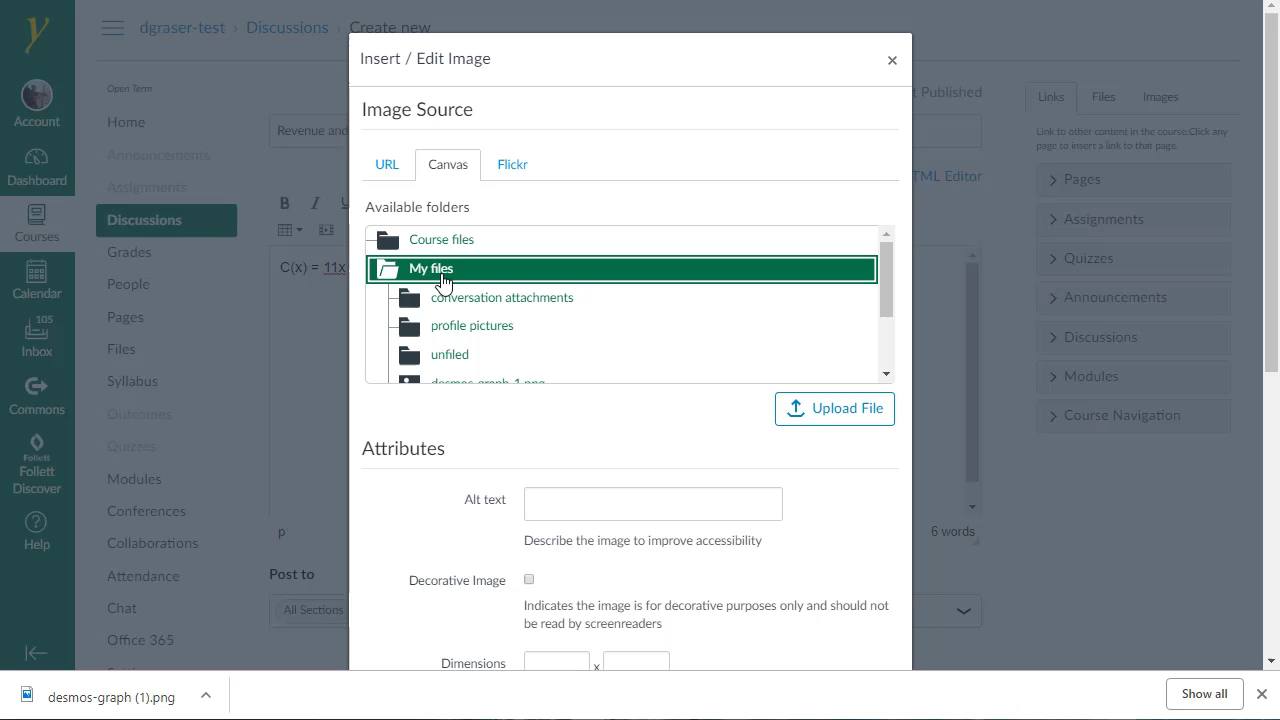 dgraser-test › Discussions › Create new
Insert / Edit Image
×
Account
Dashboard
Courses
Calendar
105
Inbox
Commons
Follett
Follett
Discover
Help
Open Term
Home
Announcements
Assignments
Discussions
Grades
People
Pages
Files
Syllabus
Outcomes
Quizzes
Modules
Conferences
Collaborations
Attendance
Chat
Office 365
Revenue and
B I
C(x) = 11x
p
Post to
All Sections
Image Source
URL
Canvas
Flickr
Available folders
Course files
My files
conversation attachments
profile pictures
unfiled
desmos-graph-1.png
Upload File
Attributes
Alt text
Describe the image to improve accessibility
Decorative Image
Indicates the image is for decorative purposes only and should not
be read by screenreaders
Dimensions
x
t Published
TML Editor
6 words
Links
Files
Images
Link to other content in the course.Click any
page to insert a link to that page.
Pages
Assignments
Quizzes
Announcements
Discussions
Modules
Course Navigation
desmos-graph (1).png
Show all